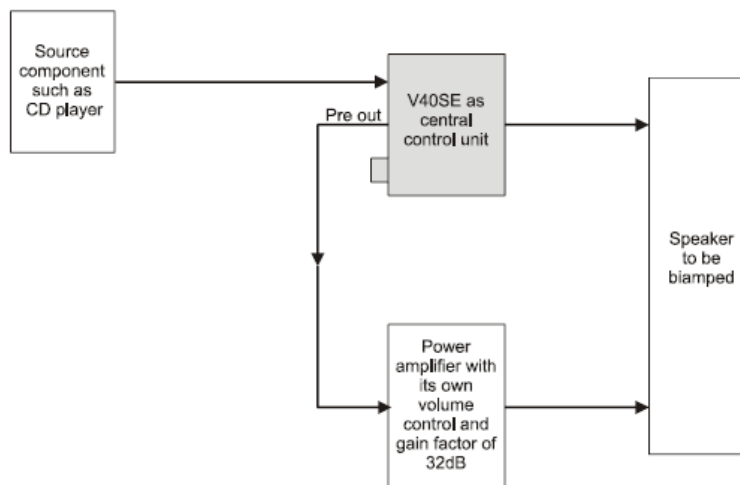 Source
component
such as
CD player
V40SE as
central
control unit
Pre out
Speaker
to be
biamped
Power
amplifier with
its own
volume
control and
gain factor of
32dB